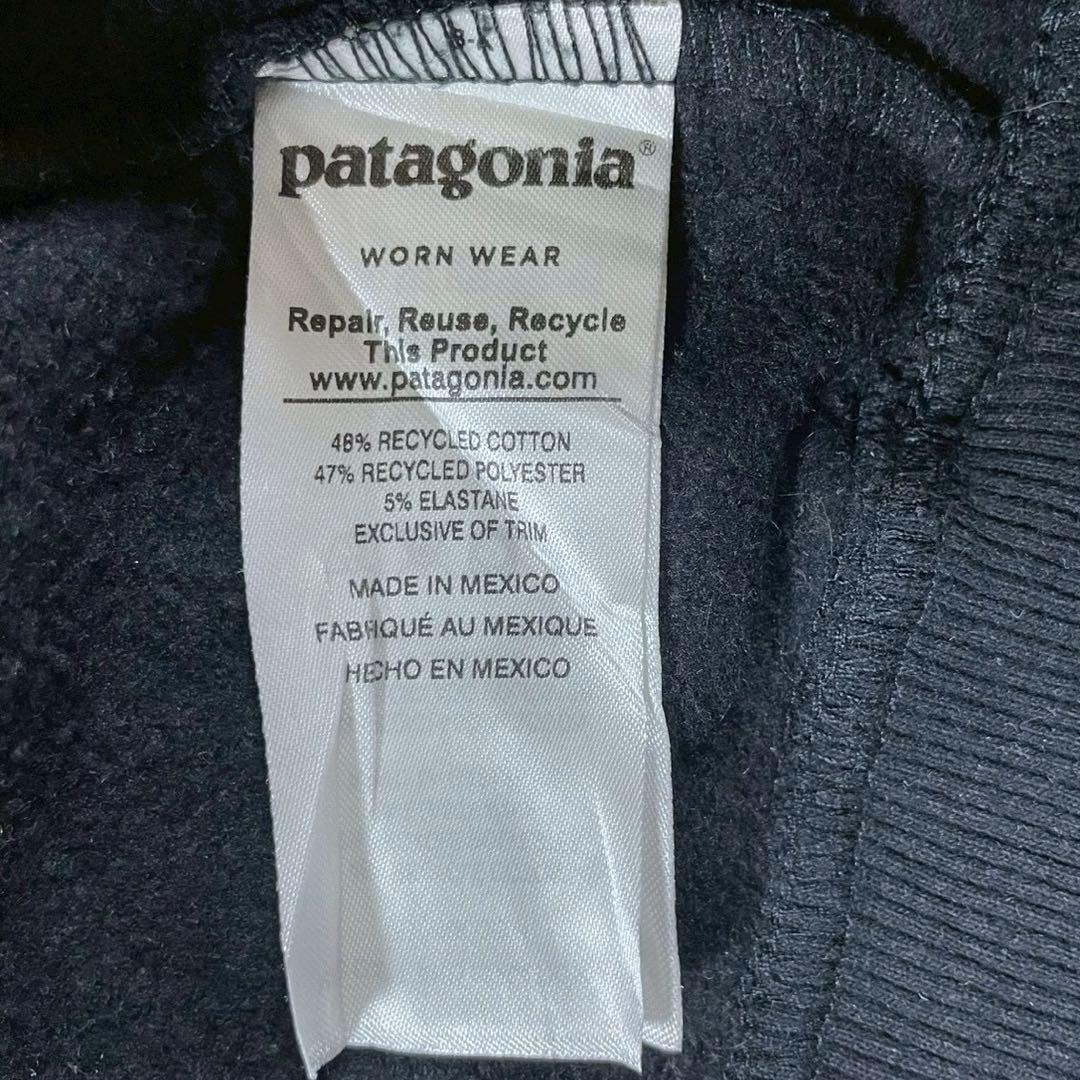 patagonia®
WORN WEAR
Repair, Reuse, Recycle
This Product
www.patagonia.com
48% RECYCLED COTTON
47% RECYCLED POLYESTER
5% ELASTANE
EXCLUSIVE OF TRIM
MADE IN MEXICO
FABRIQUÉ AU MEXIQUE
HECHO EN MEXICO